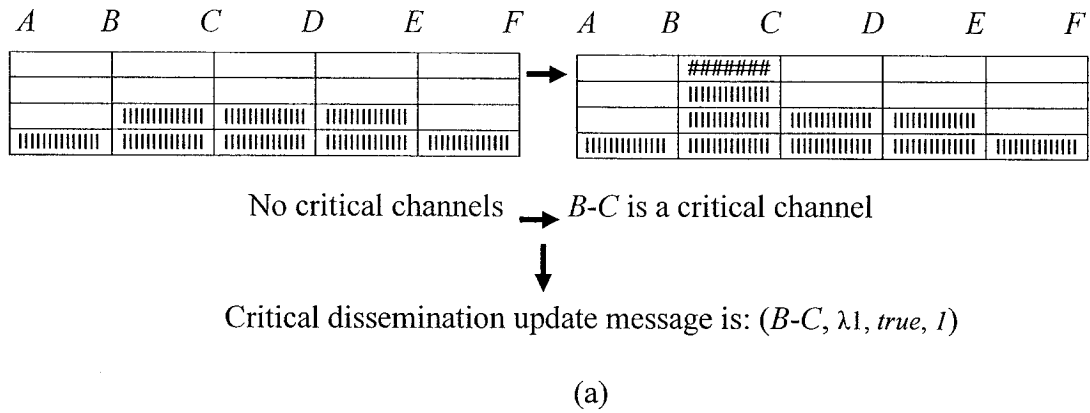 A B C D E F A B C D E F
#######
No critical channels B-C is a critical channel
Critical dissemination update message is: (B-C, λ1, true, 1)
(a)